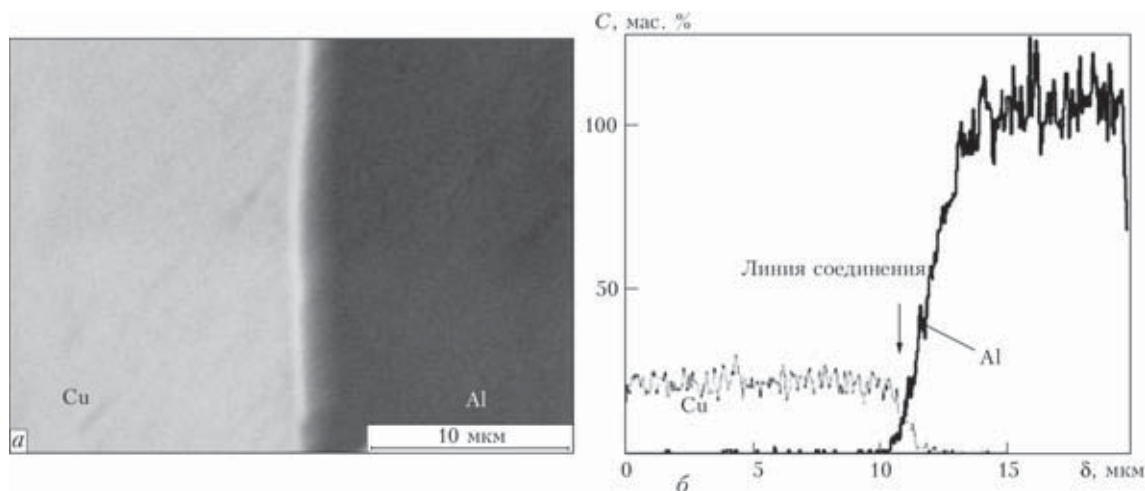 Cu
Al
10 мкм
а
C, мас. %
100
50
Линия соединения
Al
Cu
0
5
10
15
δ, мкм
б